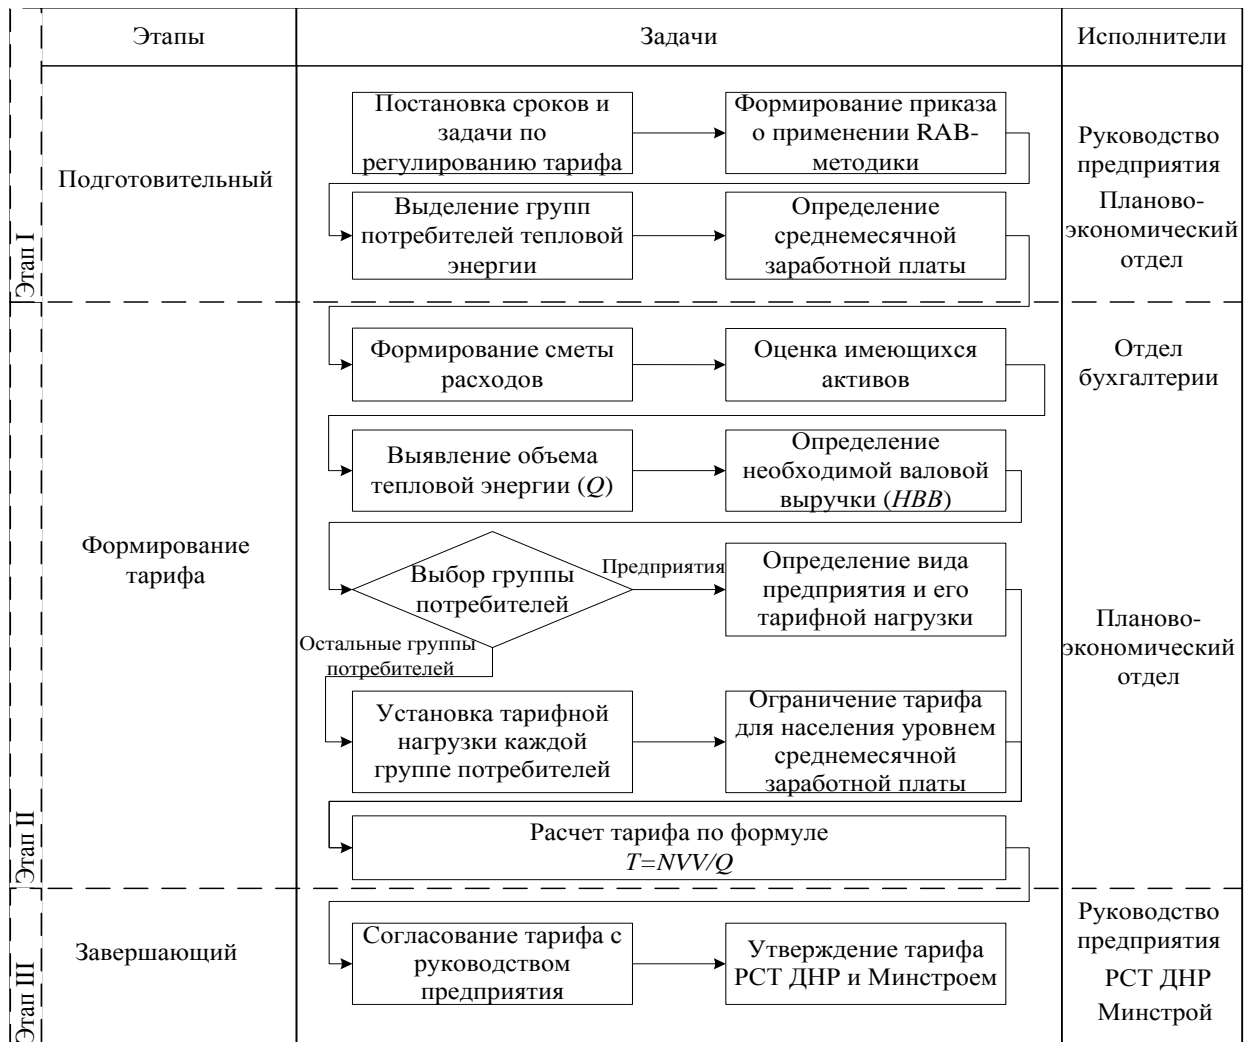 Этапы
Задачи
Исполнители
Этап I
Подготовительный
Постановка сроков и
задачи по
регулированию тарифа
Формирование приказа
о применении RAB-
методики
Выделение групп
потребителей тепловой
энергии
Определение
среднемесячной
заработной платы
Руководство
предприятия
Планово-
экономический
отдел
Этап II
Формирование
тарифа
Формирование сметы
расходов
Оценка имеющихся
активов
Выявление объема
тепловой энергии (Q)
Определение
необходимой валовой
выручки (НВВ)
Выбор группы
потребителей
Предприятия
Определение вида
предприятия и его
тарифной нагрузки
Остальные группы
потребителей
Установка тарифной
нагрузки каждой
группе потребителей
Ограничение тарифа
для населения уровнем
среднемесячной
заработной платы
Расчет тарифа по формуле
T=NVV/Q
Отдел
бухгалтерии
Планово-
экономический
отдел
Этап III
Завершающий
Согласование тарифа с
руководством
предприятия
Утверждение тарифа
РСТ ДНР и Минстроем
Руководство
предприятия
РСТ ДНР
Минстрой